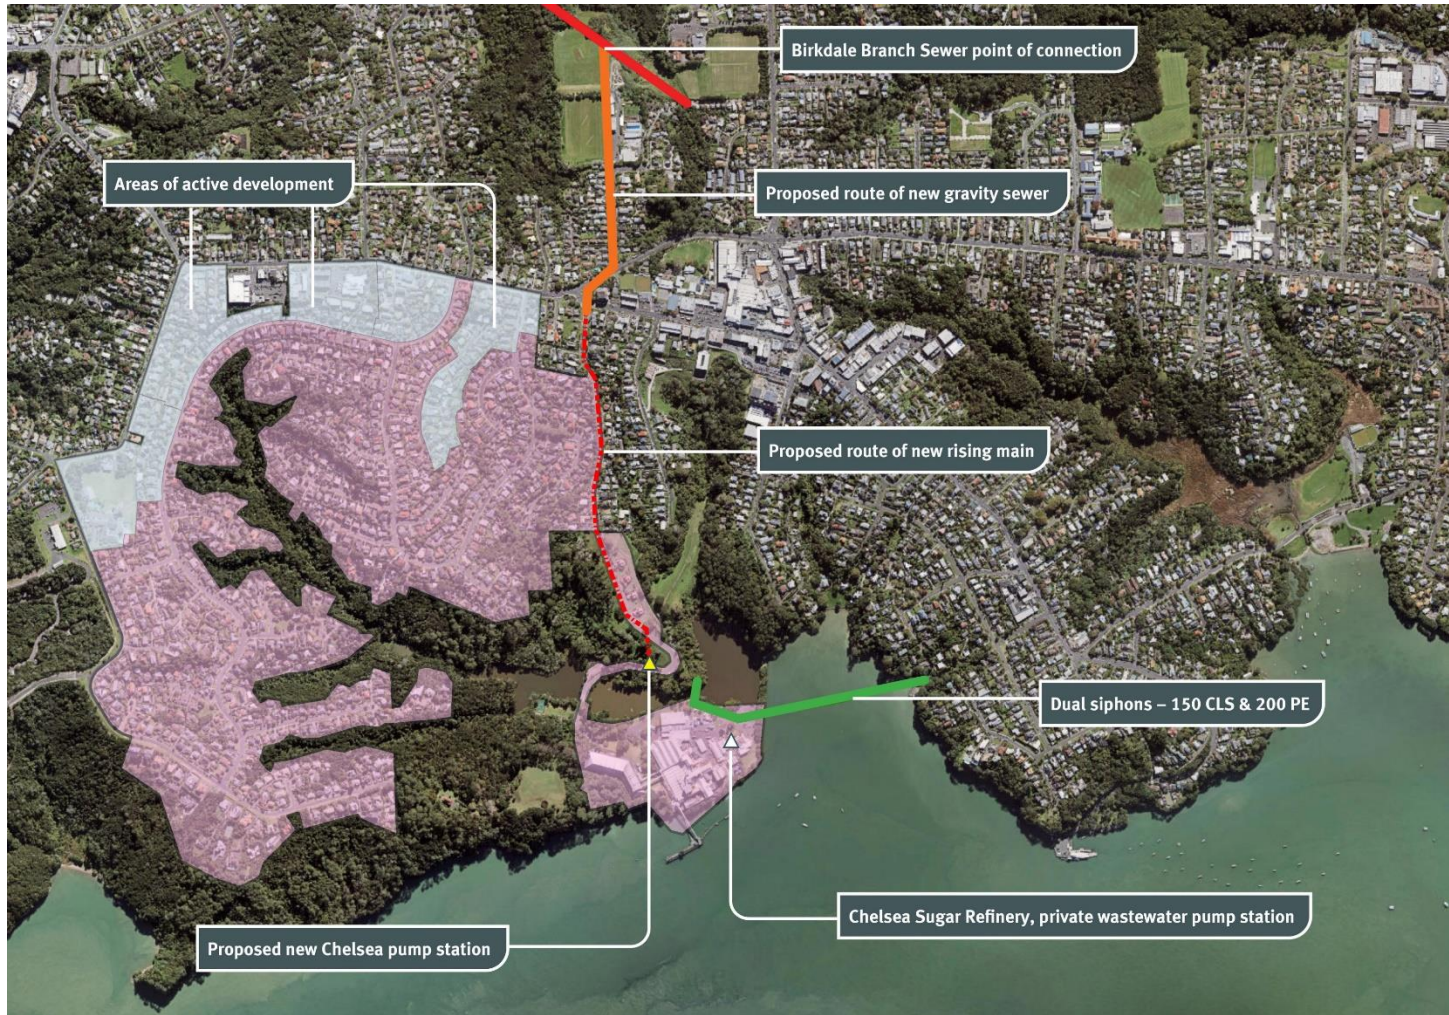 Birkdale Branch Sewer point of connection
Areas of active development
Proposed route of new gravity sewer
Proposed route of new rising main
Dual siphons – 150 CLS & 200 PE
Chelsea Sugar Refinery, private wastewater pump station
Proposed new Chelsea pump station